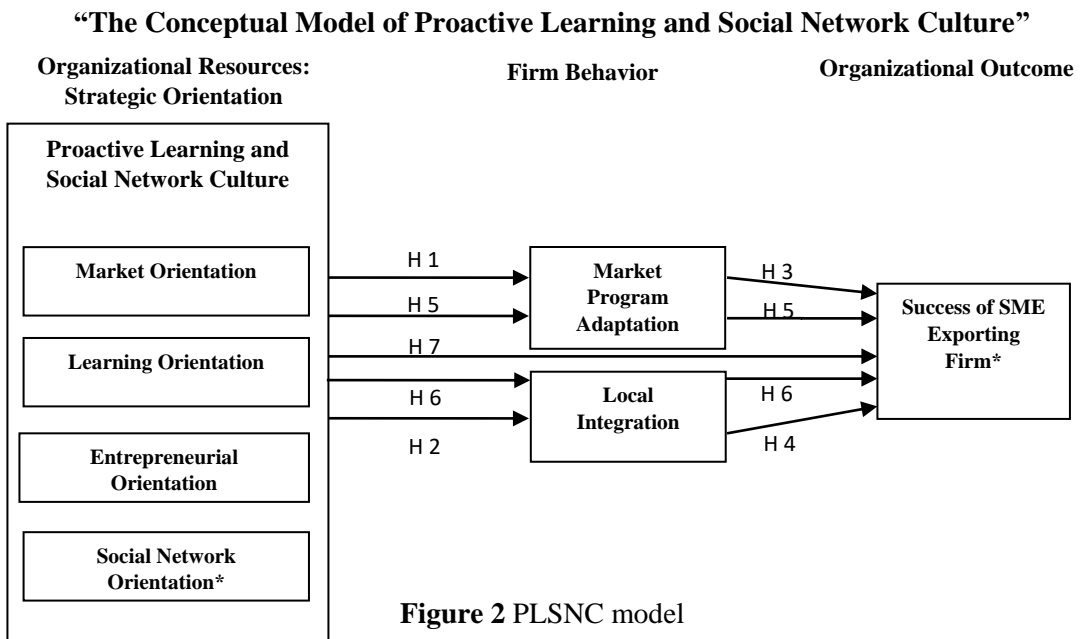 “The Conceptual Model of Proactive Learning and Social Network Culture”
Organizational Resources:
Strategic Orientation
Firm Behavior
Organizational Outcome
Proactive Learning and
Social Network Culture
Market Orientation
Learning Orientation
Entrepreneurial
Orientation
Social Network
Orientation*
H 1
H 5
H 7
H 6
H 2
Market
Program
Adaptation
Local
Integration
H 3
H 5
H 6
H 4
Success of SME
Exporting
Firm*
Figure 2 PLSNC model